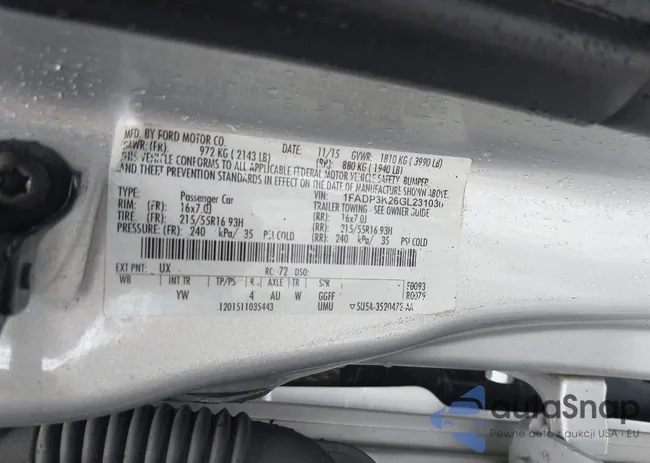 MFD. BY FORD MOTOR CO.
DATE: 11/15 GVWR: 1810 KG ( 3990 LB)
GAWR: (FR): 972 KG ( 2143 LB) (RR): 880 KG ( 1940 LB)
THIS VEHICLE CONFORMS TO ALL APPLICABLE FEDERAL MOTOR VEHICLE SAFETY, BUMPER,
AND THEFT PREVENTION STANDARDS IN EFFECT ON THE DATE OF MANUFACTURE SHOWN ABOVE.
VIN: 1FADP3K26GL231036
TYPE: Passenger Car TRAILER TOWING - SEE OWNER GUIDE
RIM: (FR): 16x7.0J (RR): 16x7.0J
TIRE: (FR): 215/55R16 93H (RR): 215/55R16 93H
PRESSURE: (FR): 240 kPa/ 35 PSI COLD (RR): 240 kPa/ 35 PSI COLD
EXT PNT: UX RC: 72 DSO: F0093
WB INT TR TP/PS R AXLE TR SPR R0079
YW 4 AU W GGFF
1201511035443 UMU ▽5U5A-3520472-AA
autaSnap
Pewne auto z aukcji USA i EU